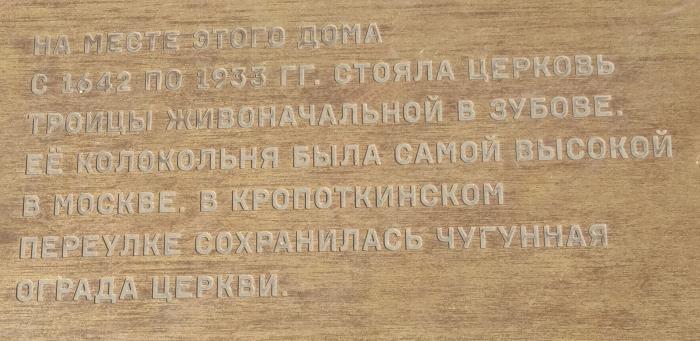 НА МЕСТЕ ЭТОГО ДОМА
С 1642 ПО 1933 ГГ. СТОЯЛА ЦЕРКОВЬ
ТРОИЦЫ ЖИВОНАЧАЛЬНОЙ В ЗУБОВЕ.
ЕЁ КОЛОКОЛЬНЯ БЫЛА САМОЙ ВЫСОКОЙ
В МОСКВЕ. В КРОПОТКИНСКОМ
ПЕРЕУЛКЕ СОХРАНИЛАСЬ ЧУГУННАЯ
ОГРАДА ЦЕРКВИ.